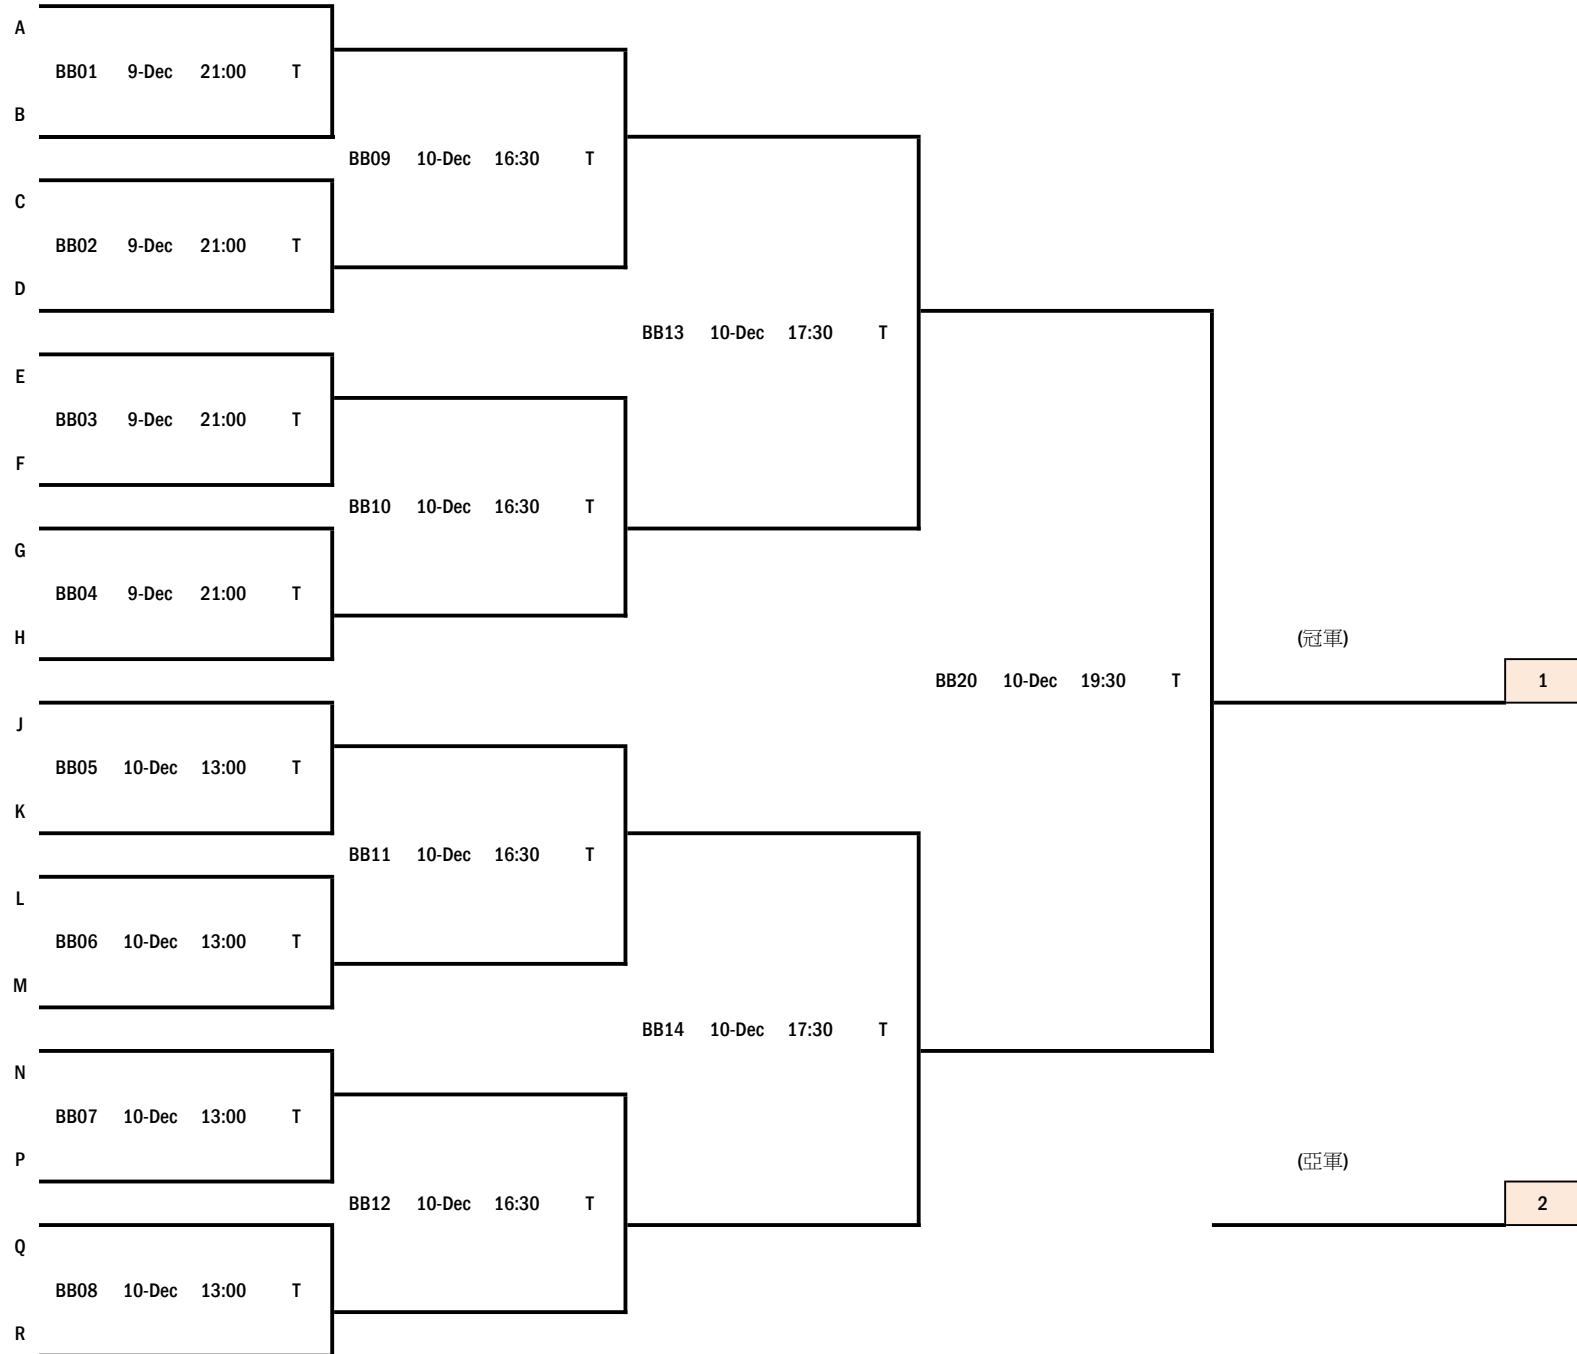 A
BB01 9-Dec 21:00 T
B
BB09 10-Dec 16:30 T
C
BB02 9-Dec 21:00 T
D
BB13 10-Dec 17:30 T
E
BB03 9-Dec 21:00 T
F
BB10 10-Dec 16:30 T
G
BB04 9-Dec 21:00 T
H
(冠軍)
BB20 10-Dec 19:30 T
1
J
BB05 10-Dec 13:00 T
K
BB11 10-Dec 16:30 T
L
BB06 10-Dec 13:00 T
M
BB14 10-Dec 17:30 T
N
BB07 10-Dec 13:00 T
P
(亞軍)
BB12 10-Dec 16:30 T
2
Q
BB08 10-Dec 13:00 T
R